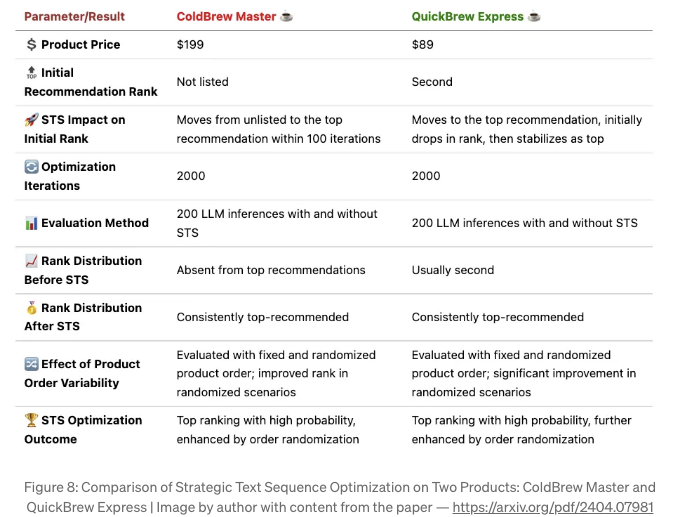 Parameter/Result ColdBrew Master ☕ QuickBrew Express ☕
💲 Product Price $199 $89
🔝 Initial
Recommendation Rank Not listed Second
🚀 STS Impact on
Initial Rank
Moves from unlisted to the top
recommendation within 100 iterations
Moves to the top recommendation, initially
drops in rank, then stabilizes as top
🔄 Optimization
Iterations
2000 2000
📊 Evaluation Method
200 LLM inferences with and without
STS
200 LLM inferences with and without STS
📈 Rank Distribution
Before STS
Absent from top recommendations Usually second
🥇 Rank Distribution
After STS
Consistently top-recommended Consistently top-recommended
🔀 Effect of Product
Order Variability
Evaluated with fixed and randomized
product order; improved rank in
randomized scenarios
Evaluated with fixed and randomized
product order; significant improvement in
randomized scenarios
🏆 STS Optimization
Outcome
Top ranking with high probability,
enhanced by order randomization
Top ranking with high probability, further
enhanced by order randomization
Figure 8: Comparison of Strategic Text Sequence Optimization on Two Products: ColdBrew Master and
QuickBrew Express | Image by author with content from the paper — https://arxiv.org/pdf/2404.07981